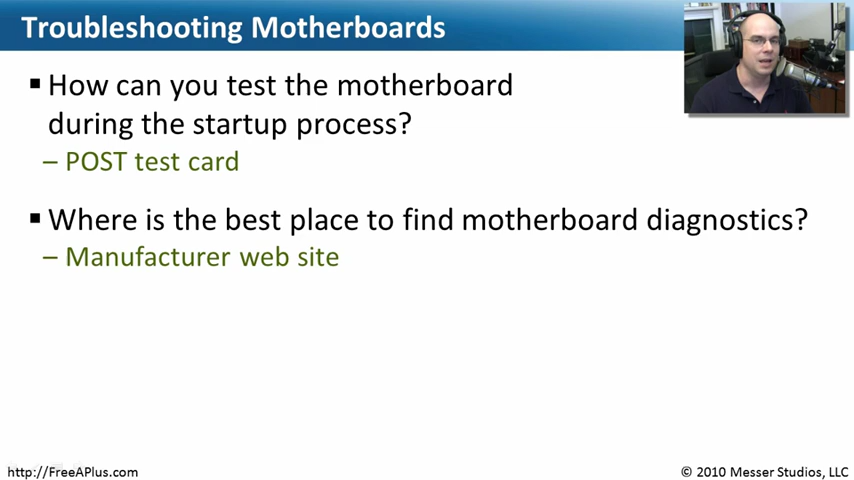 Troubleshooting Motherboards
▪ How can you test the motherboard
during the startup process?
– POST test card
▪ Where is the best place to find motherboard diagnostics?
– Manufacturer web site
http://FreeAPlus.com
© 2010 Messer Studios, LLC